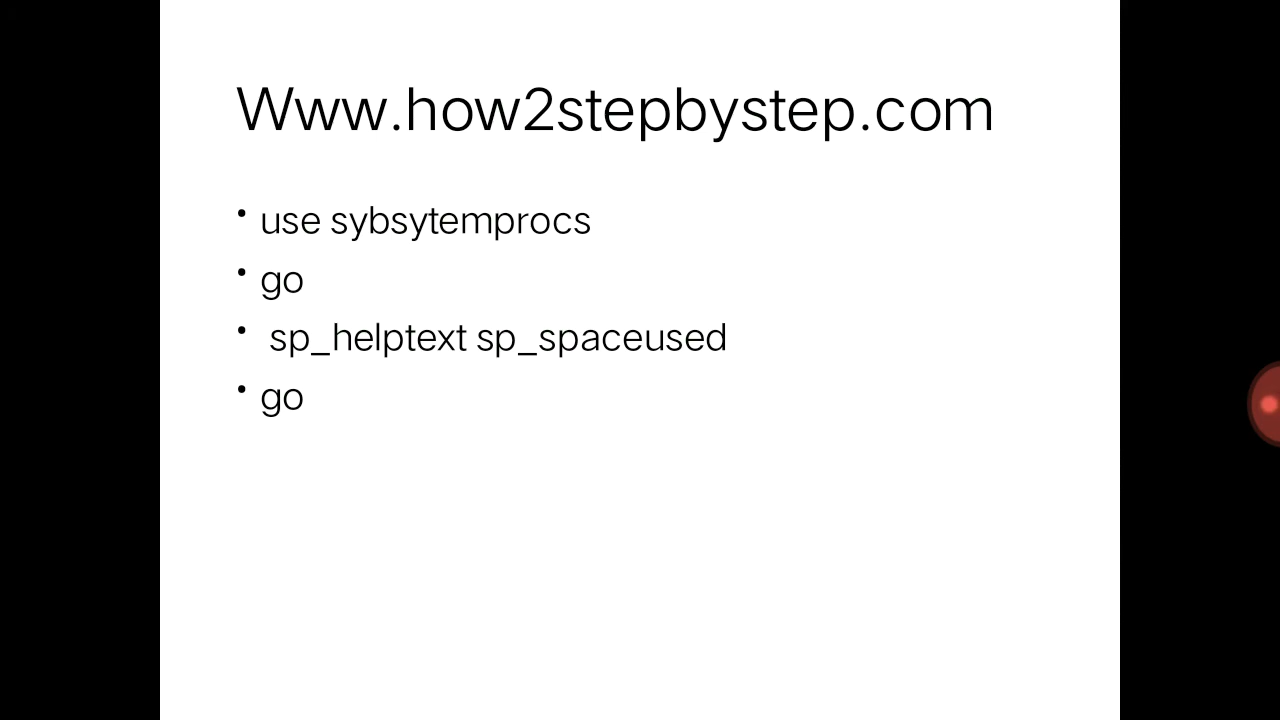 Www.how2stepbystep.com
• use sybsytemprocs
• go
• sp_helptext sp_spaceused
• go